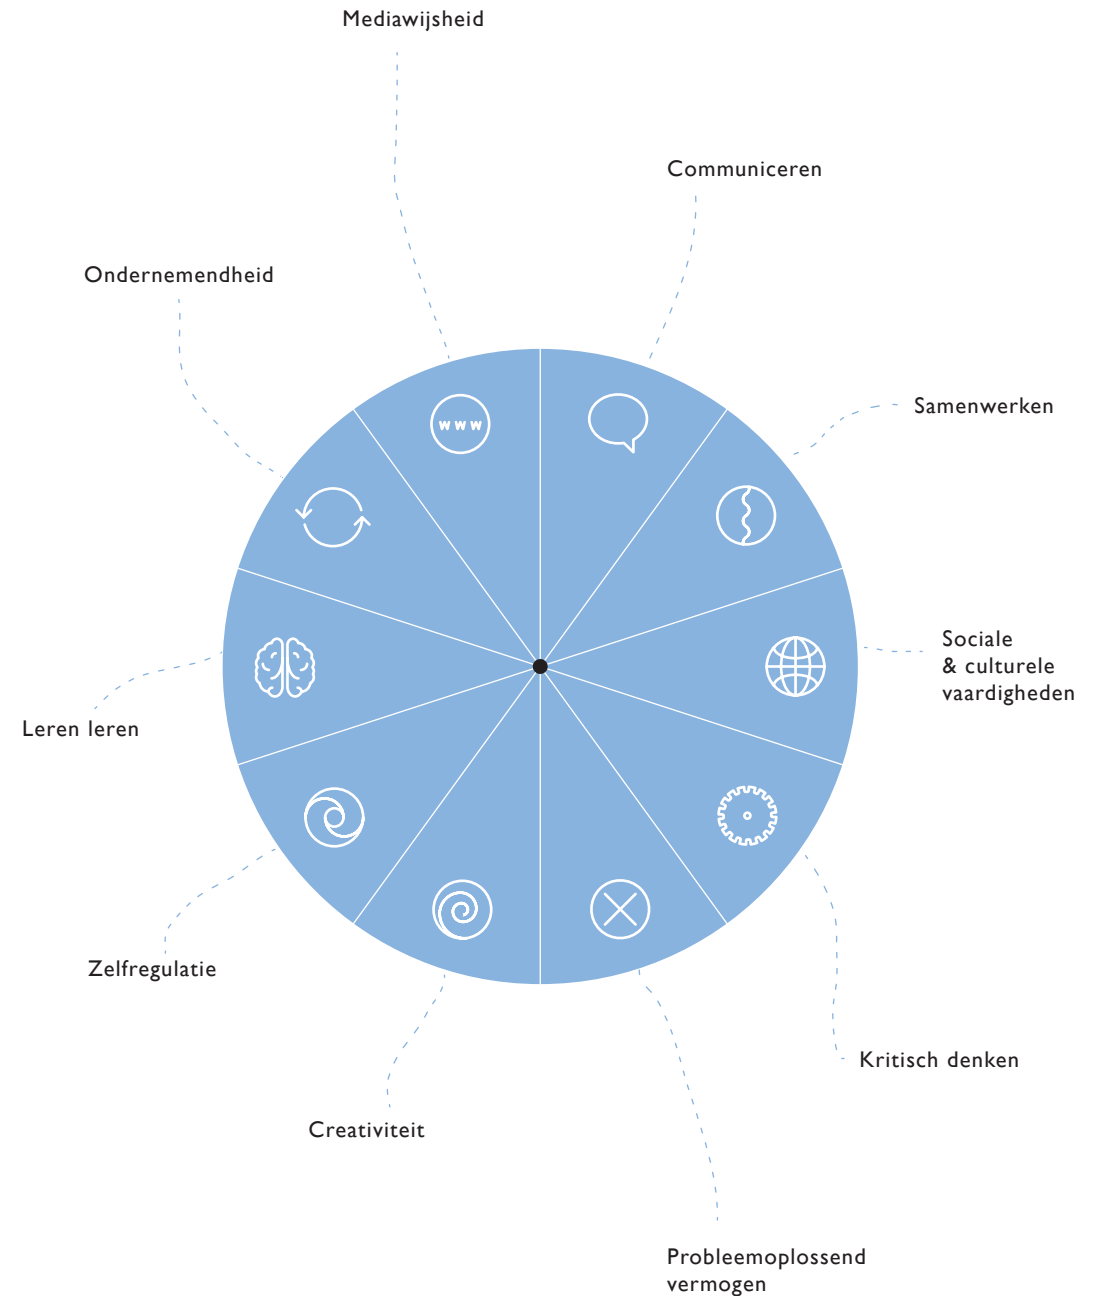 Mediawijsheid
Communiceren
Ondernemendheid
Samenwerken
www
Sociale
& culturele
vaardigheden
Leren leren
Zelfregulatie
Kritisch denken
Creativiteit
Probleemoplossend
vermogen